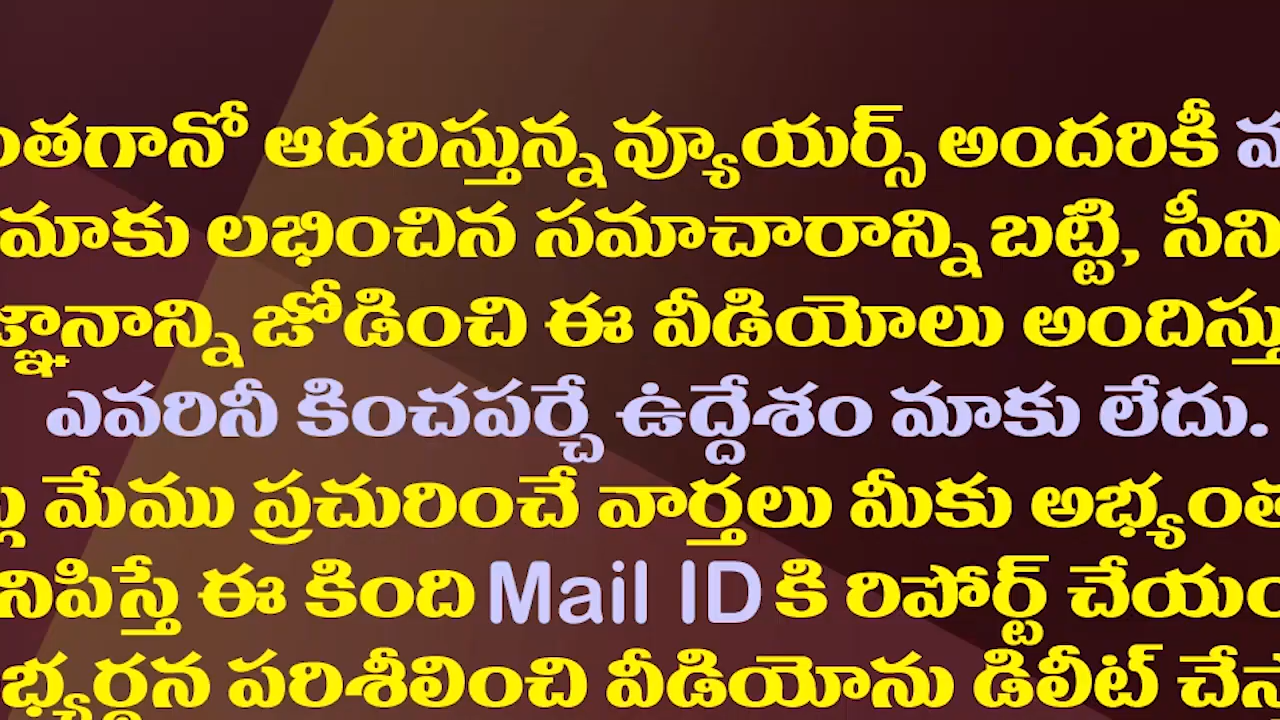 ంతగానో ఆదరిస్తున్న వ్యూయర్స్ అందరికీ
మాకు లభించిన సమాచారాన్ని బట్టి, సీని
జ్ఞానాన్ని జోడించి ఈ వీడియోలు అందిస్తు
ఎవరినీ కించపర్చే ఉద్దేశం మాకు లేదు.
మేము ప్రచురించే వార్తలు మీకు అభ్యంత
నిపిస్తే ఈ కింది Mail ID కి రిపోర్ట్ చేయం
భ్యర్థన పరిశీలించి వీడియోను డిలీట్ చేస